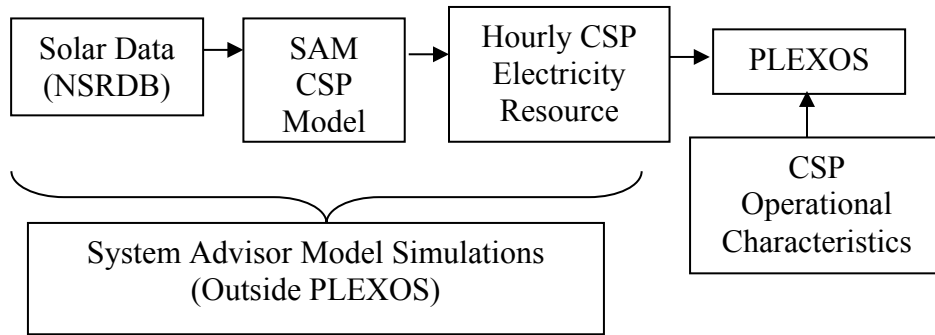 Solar Data
(NSRDB)
SAM
CSP
Model
Hourly CSP
Electricity
Resource
PLEXOS
CSP
Operational
Characteristics
System Advisor Model Simulations
(Outside PLEXOS)